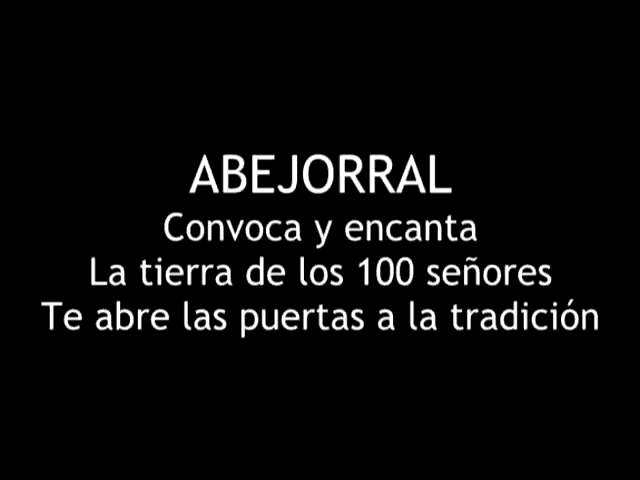 ABEJORRAL
Convoca y encanta
La tierra de los 100 señores
Te abre las puertas a la tradición